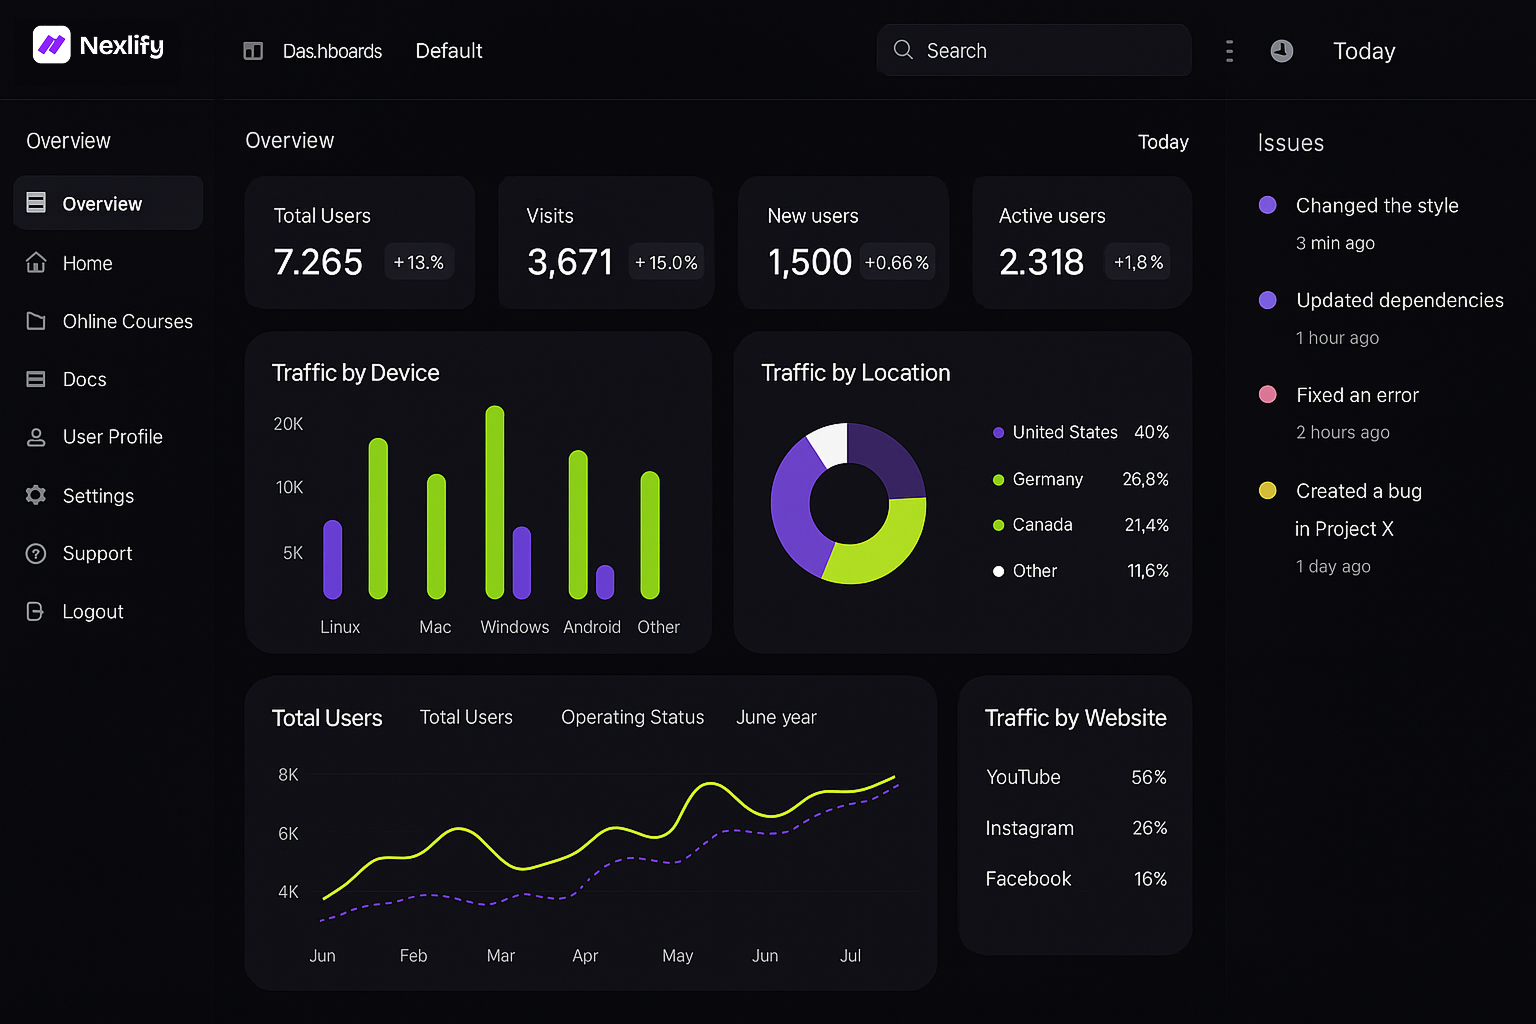 Nexlify
Das.hboards
Default
Search
Today
Overview
Overview
Home
Ohline Courses
Docs
User Profile
Settings
Support
Logout
Overview
Today
Total Users
7.265 +13.%
Visits
3,671 +15.0%
New users
1,500 +0.66%
Active users
2.318 +1,8%
Traffic by Device
20K
10K
5K
Linux Mac Windows Android Other
Traffic by Location
United States 40%
Germany 26,8%
Canada 21,4%
Other 11,6%
Total Users Total Users Operating Status June year
8K
6K
4K
Jun Feb Mar Apr May Jun Jul
Traffic by Website
YouTube 56%
Instagram 26%
Facebook 16%
Issues
Changed the style
3 min ago
Updated dependencies
1 hour ago
Fixed an error
2 hours ago
Created a bug
in Project X
1 day ago